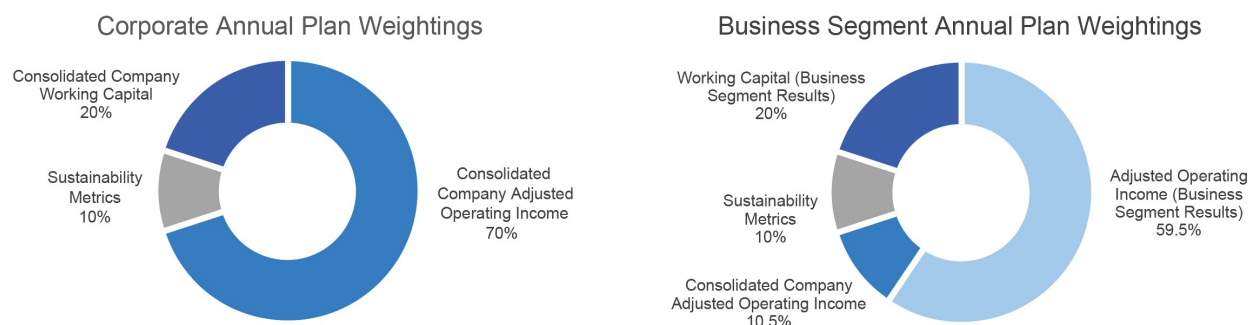 Corporate Annual Plan Weightings
Consolidated Company
Working Capital
20%
Sustainability
Metrics
10%
Consolidated
Company Adjusted
Operating Income
70%
Business Segment Annual Plan Weightings
Working Capital (Business
Segment Results)
20%
Sustainability
Metrics
10%
Consolidated Company
Adjusted Operating Income
10.5%
Adjusted Operating
Income (Business
Segment Results)
59.5%